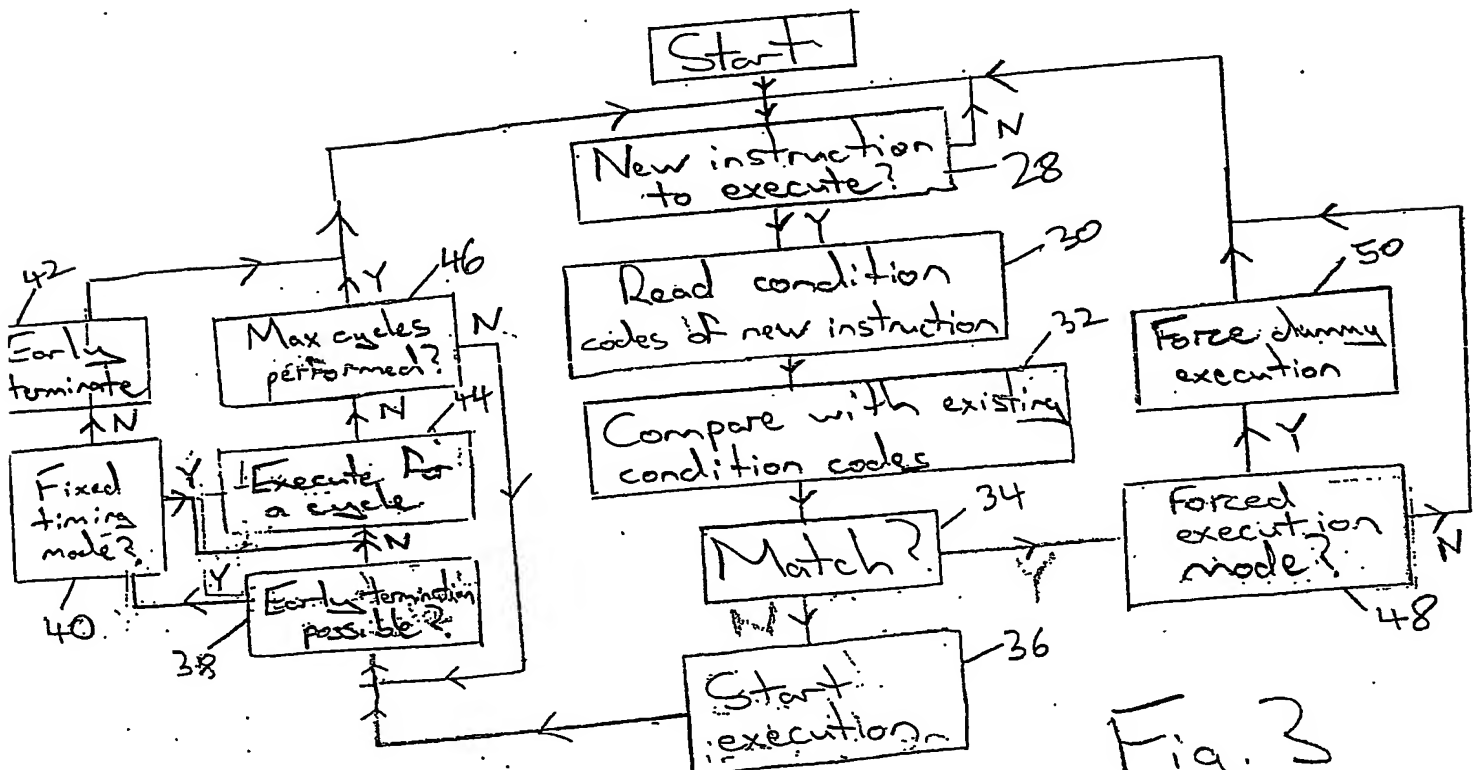 Start
New instruction
to execute?
N
28
Y
Read condition
codes of new instruction
30
Compare with existing
condition codes
32
Match?
34
Y
N
Start
execution
36
42
Early
terminate
N
Fixed
timing
mode?
40
Y
Y
Y
46
Max cycles
performed?
N
N
44
Execute for
a cycle
N
Early termination
possible?
38
50
Force dummy
execution
Y
Forced
execution
mode?
N
48
Fig. 3